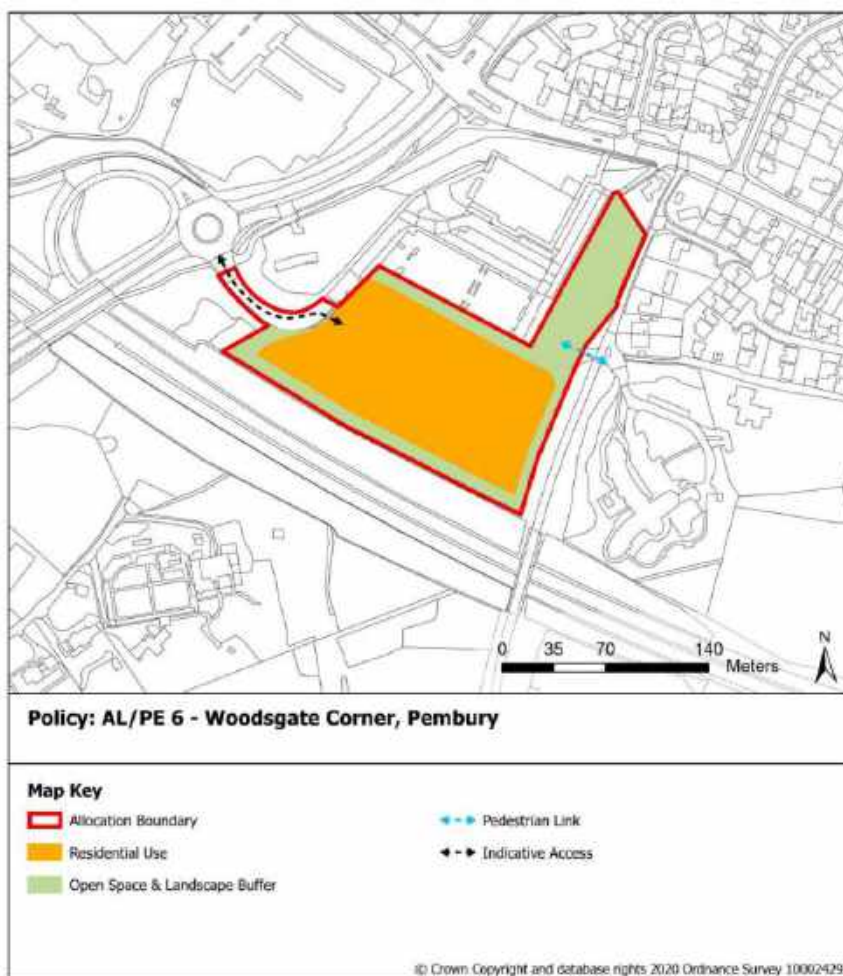 0 35 70 140
Meters
N
Policy: AL/PE 6 - Woodsgate Corner, Pembury
Map Key
Allocation Boundary
Residential Use
Open Space & Landscape Buffer
Pedestrian Link
Indicative Access
© Crown Copyright and database rights 2020 Ordnance Survey 10002429